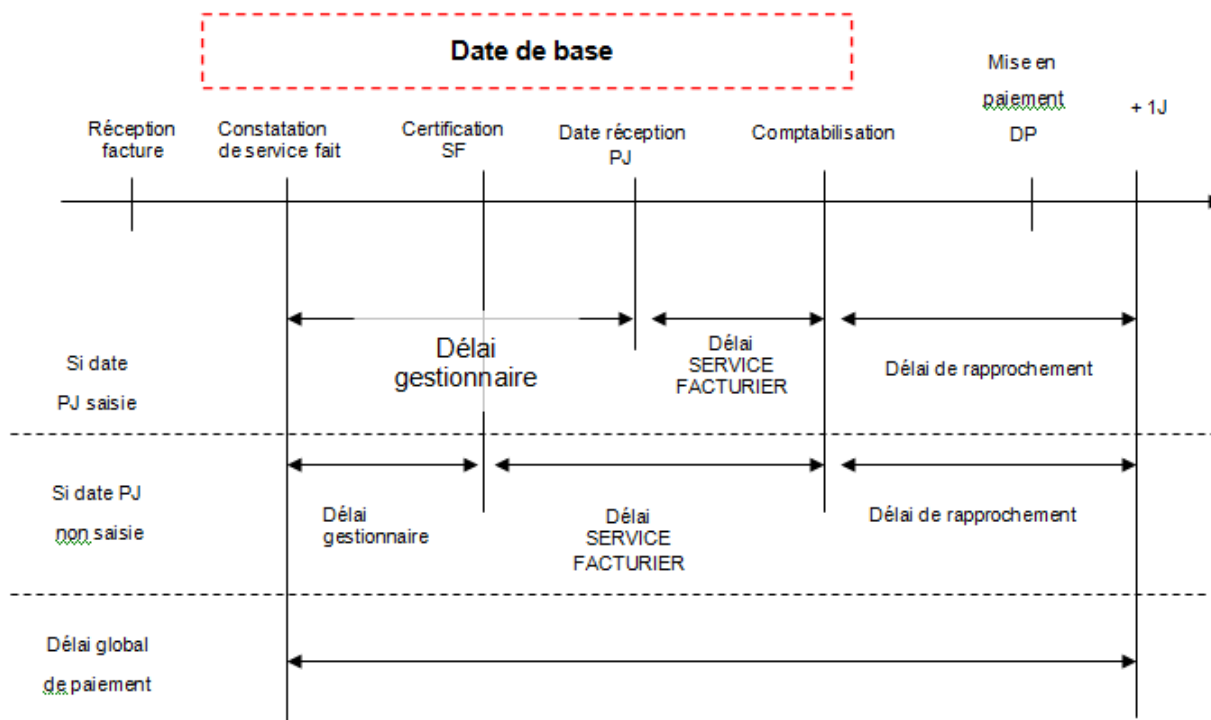 Date de base
Mise en
paiement
DP
+ 1J
Réception
facture
Constatation
de service fait
Certification
SF
Date réception
PJ
Comptabilisation
Si date
PJ saisie
Délai
gestionnaire
Délai
SERVICE
FACTURIER
Délai de rapprochement
Si date PJ
non saisie
Délai
gestionnaire
Délai
SERVICE
FACTURIER
Délai de rapprochement
Délai global
de paiement